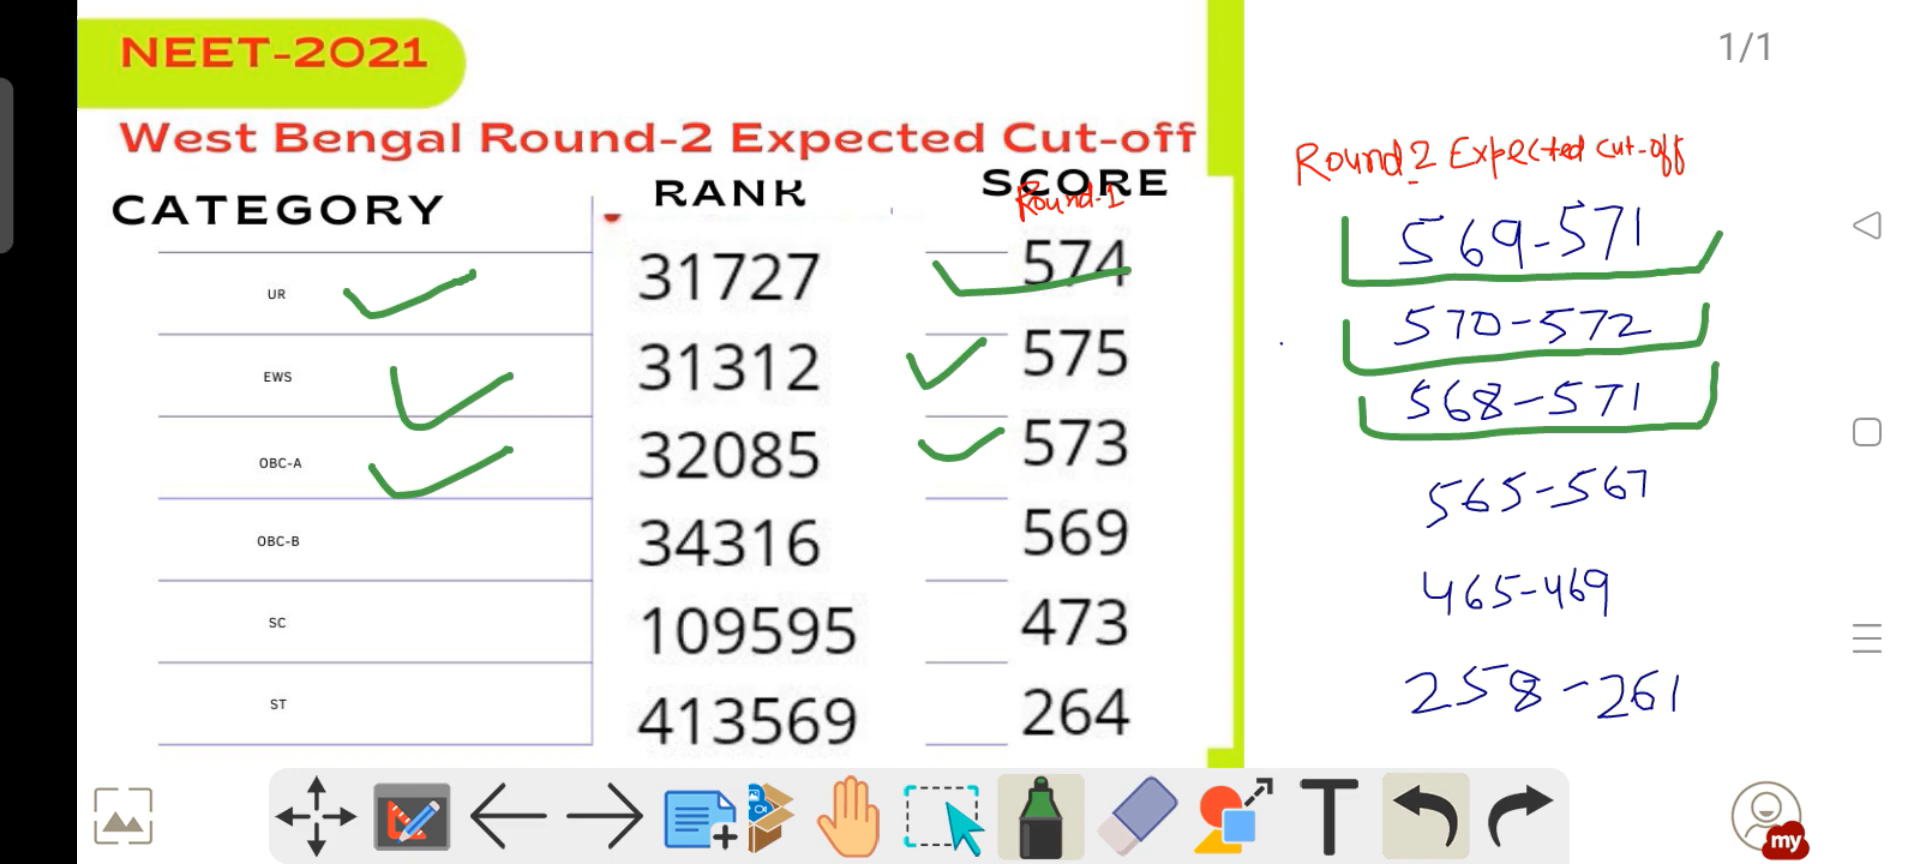 NEET-2021
1/1
West Bengal Round-2 Expected Cut-off
Round 2 Expected cut-off
CATEGORY RANK SCORE
Round-1
UR 31727 574 569-571
EWS 31312 575 570-572
OBC-A 32085 573 568-571
OBC-B 34316 569 565-567
SC 109595 473 465-469
ST 413569 264 258-261
T
my